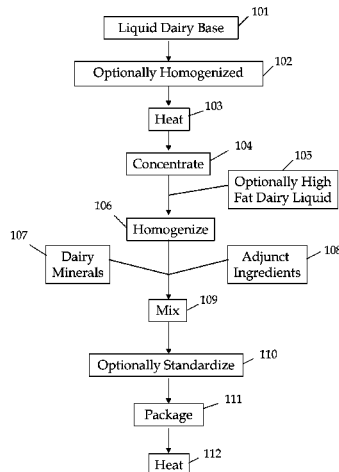 101
Liquid Dairy Base
102
Optionally Homogenized
103
Heat
104
Concentrate
105
Optionally High
Fat Dairy Liquid
106
Homogenize
107
Dairy
Minerals
108
Adjunct
Ingredients
109
Mix
110
Optionally Standardize
111
Package
112
Heat